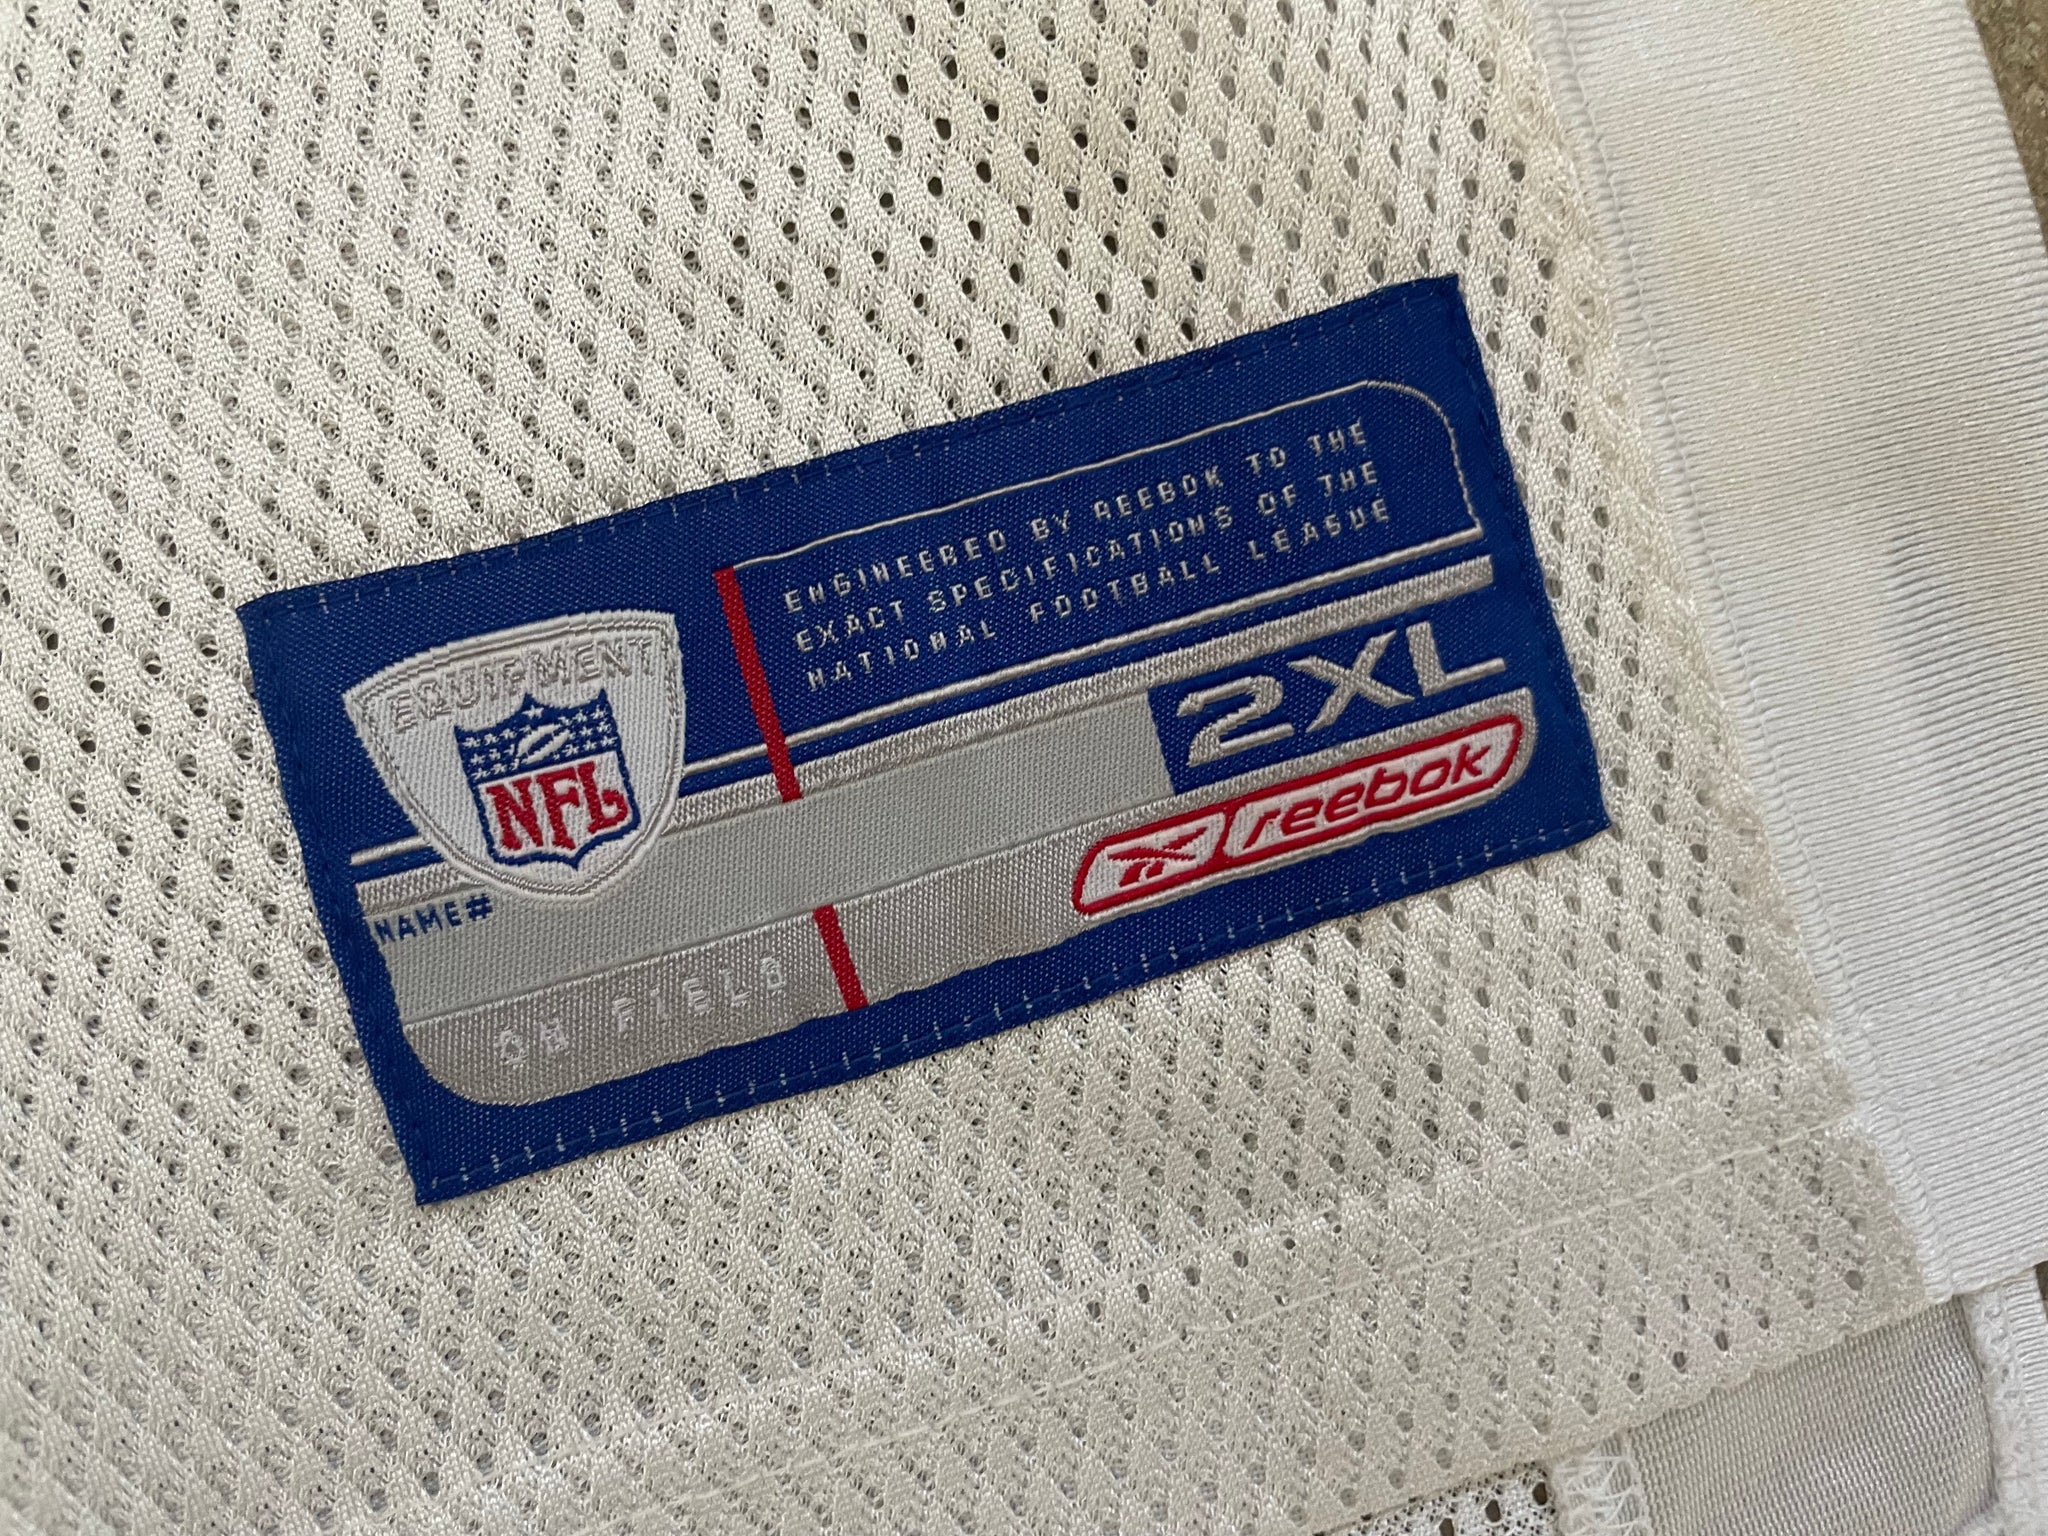 ENGINEERED BY REEBOK TO THE
EXACT SPECIFICATIONS OF THE
NATIONAL FOOTBALL LEAGUE
EQUIPMENT
NFL
2XL
Reebok
NAME#
ON FIELD